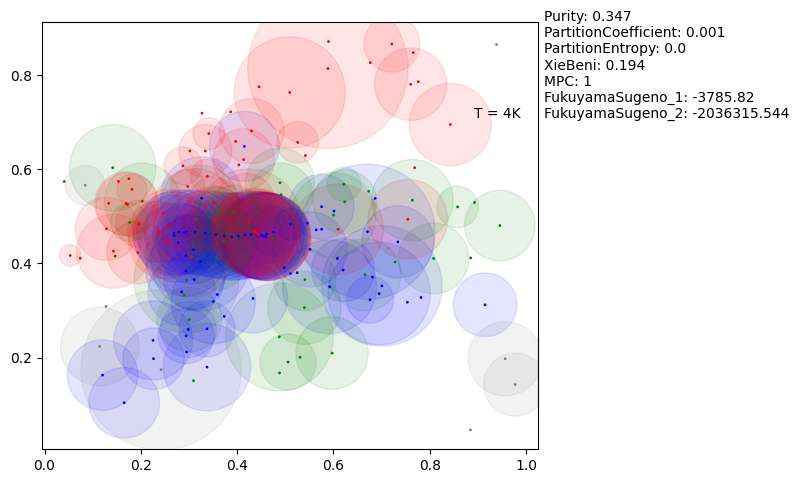 Purity: 0.347
PartitionCoefficient: 0.001
PartitionEntropy: 0.0
XieBeni: 0.194
MPC: 1
FukuyamaSugeno_1: -3785.82
FukuyamaSugeno_2: -2036315.544
T = 4K
0.8
0.6
0.4
0.2
0.0 0.2 0.4 0.6 0.8 1.0